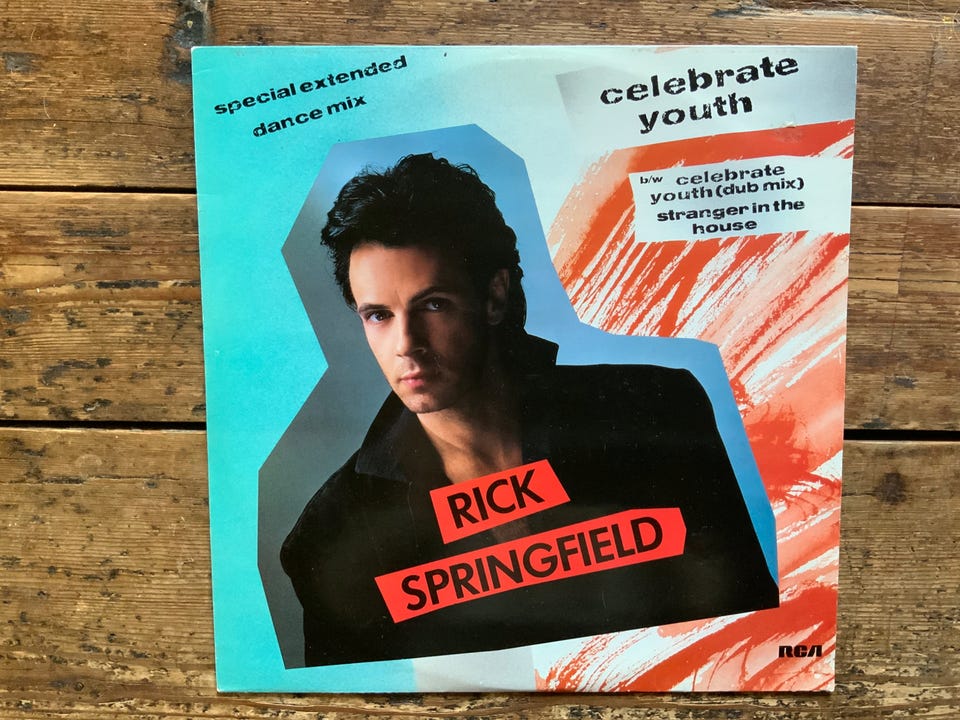 special extended
dance mix
celebrate
youth
b/w celebrate
youth (dub mix)
stranger in the
house
RICK
SPRINGFIELD
RCA